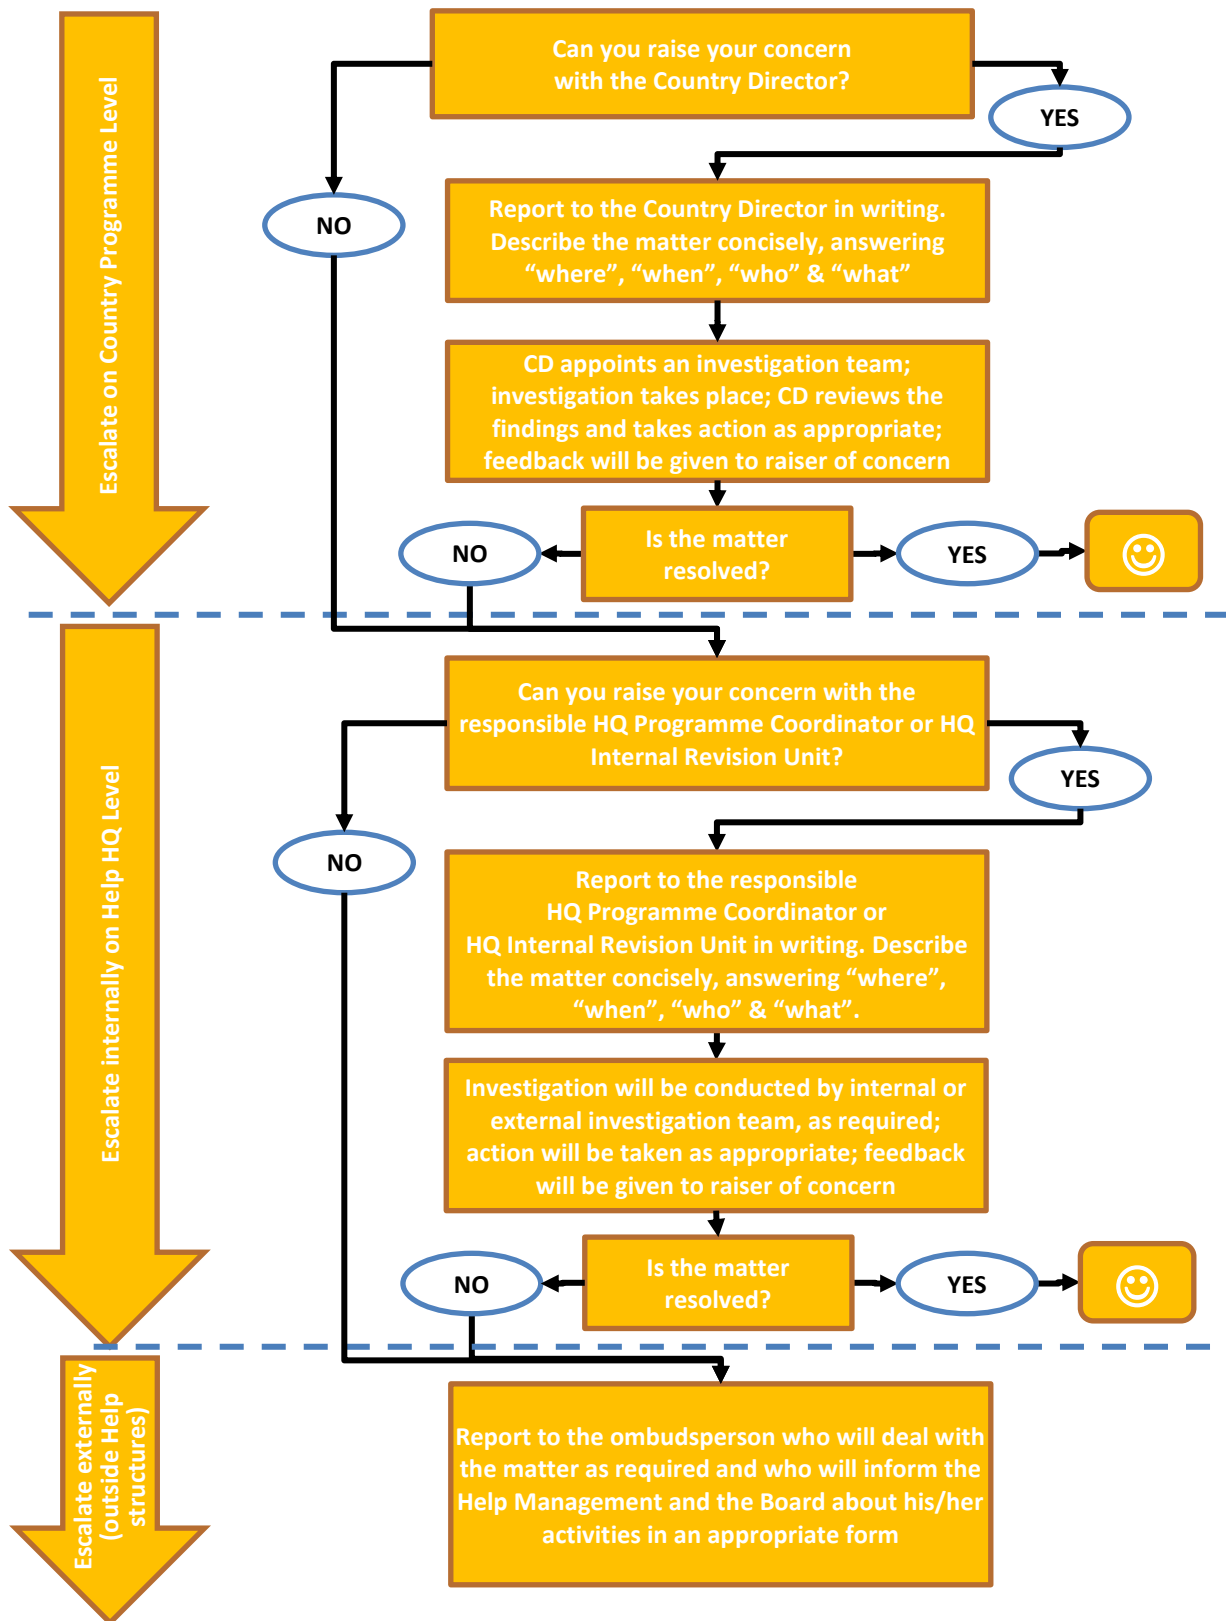 Escalate on Country Programme Level
Can you raise your concern
with the Country Director?
YES
NO
Report to the Country Director in writing.
Describe the matter concisely, answering
“where”, “when”, “who” & “what”
CD appoints an investigation team;
investigation takes place; CD reviews the
findings and takes action as appropriate;
feedback will be given to raiser of concern
NO
Is the matter
resolved?
YES
Escalate internally on Help HQ Level
Can you raise your concern with the
responsible HQ Programme Coordinator or HQ
Internal Revision Unit?
YES
NO
Report to the responsible
HQ Programme Coordinator or
HQ Internal Revision Unit in writing. Describe
the matter concisely, answering “where”,
“when”, “who” & “what”.
Investigation will be conducted by internal or
external investigation team, as required;
action will be taken as appropriate; feedback
will be given to raiser of concern
NO
Is the matter
resolved?
YES
Escalate externally
(outside Help
structures)
Report to the ombudsperson who will deal with
the matter as required and who will inform the
Help Management and the Board about his/her
activities in an appropriate form